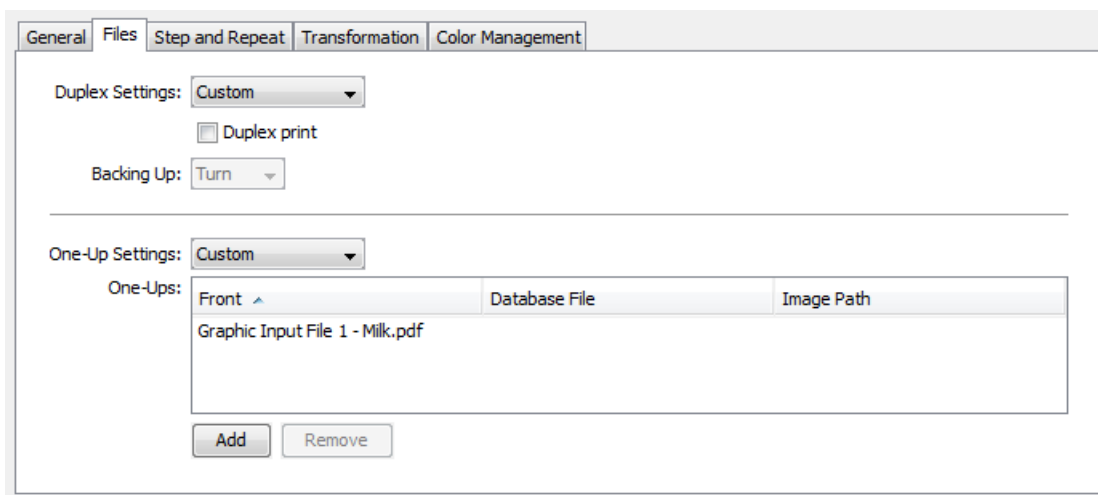 General Files Step and Repeat Transformation Color Management
Duplex Settings: Custom
Duplex print
Backing Up: Turn
One-Up Settings: Custom
One-Ups:
Front Database File Image Path
Graphic Input File 1 - Milk.pdf
Add Remove